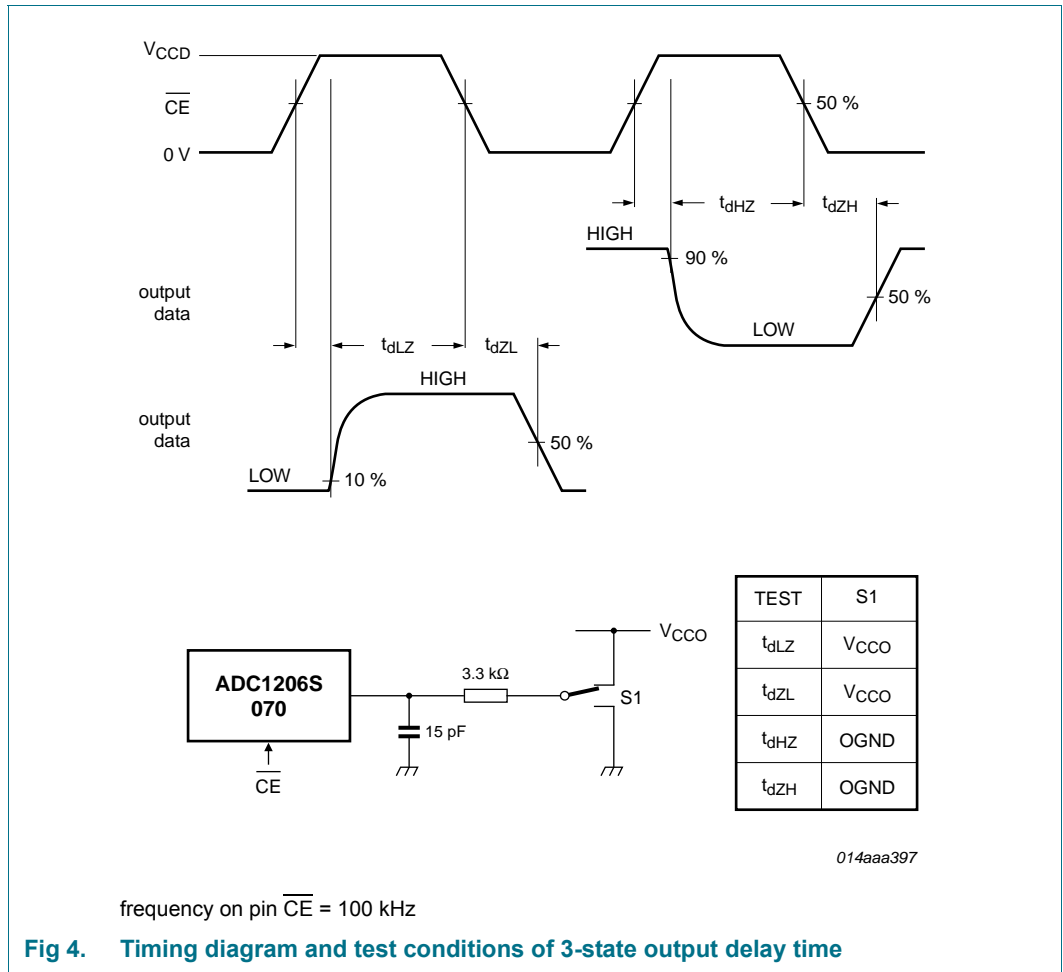 VCCD
CE
0 V
50 %
tdHZ
tdZH
HIGH
90 %
output
data
50 %
LOW
tdLZ
tdZL
HIGH
output
data
50 %
LOW
10 %
VCCO
ADC1206S
070
3.3 kΩ
S1
15 pF
CE
TEST S1
tdLZ VCCO
tdZL VCCO
tdHZ OGND
tdZH OGND
014aaa397
frequency on pin CE = 100 kHz
Fig 4. Timing diagram and test conditions of 3-state output delay time